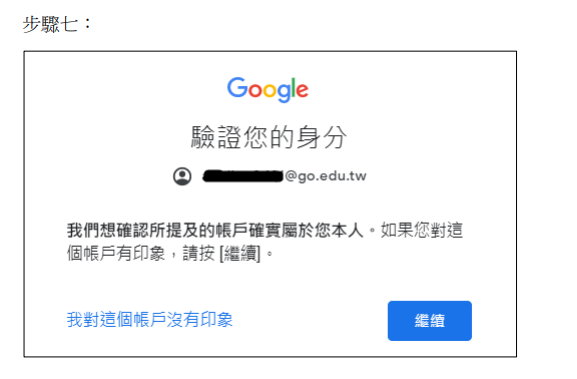 步驟七：
Google
驗證您的身分
@go.edu.tw
我們想確認所提及的帳戶確實屬於您本人。如果您對這
個帳戶有印象，請按 [繼續]。
我對這個帳戶沒有印象
繼續